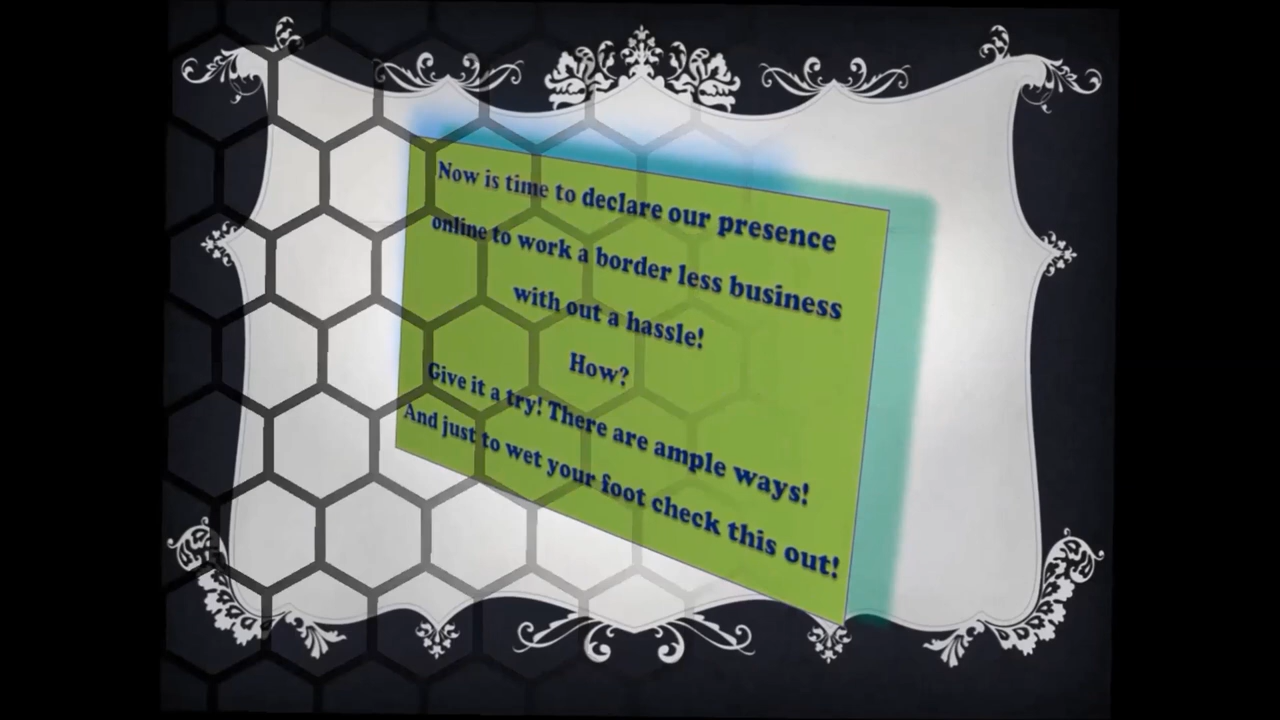 Now is time to declare our presence
online to work a border less business
with out a hassle!
How?
Give it a try! There are ample ways!
And just to wet your foot check this out!